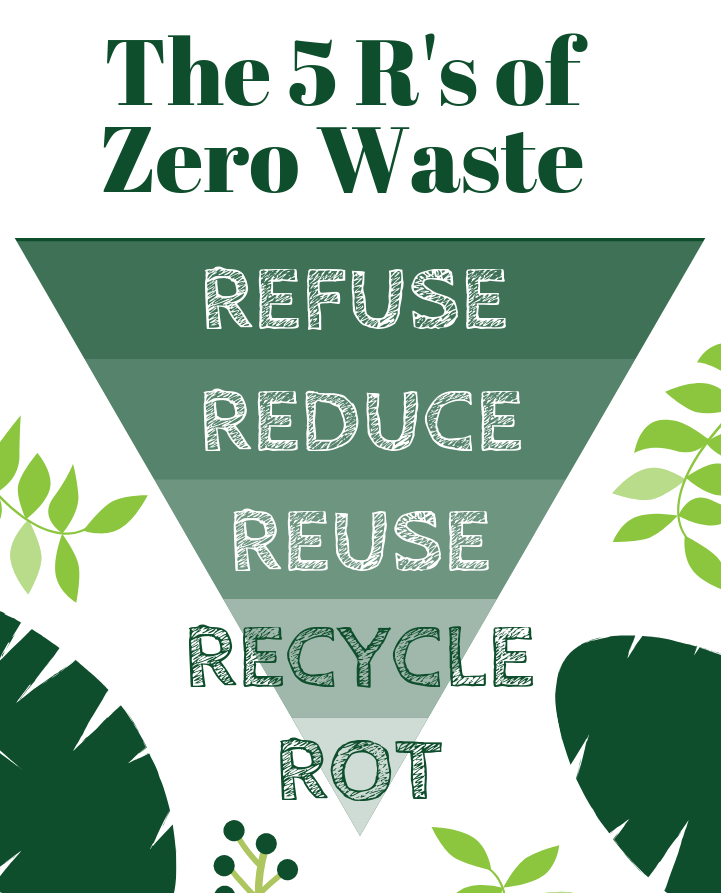 The 5 R's of
Zero Waste
REFUSE
REDUCE
REUSE
RECYCLE
ROT